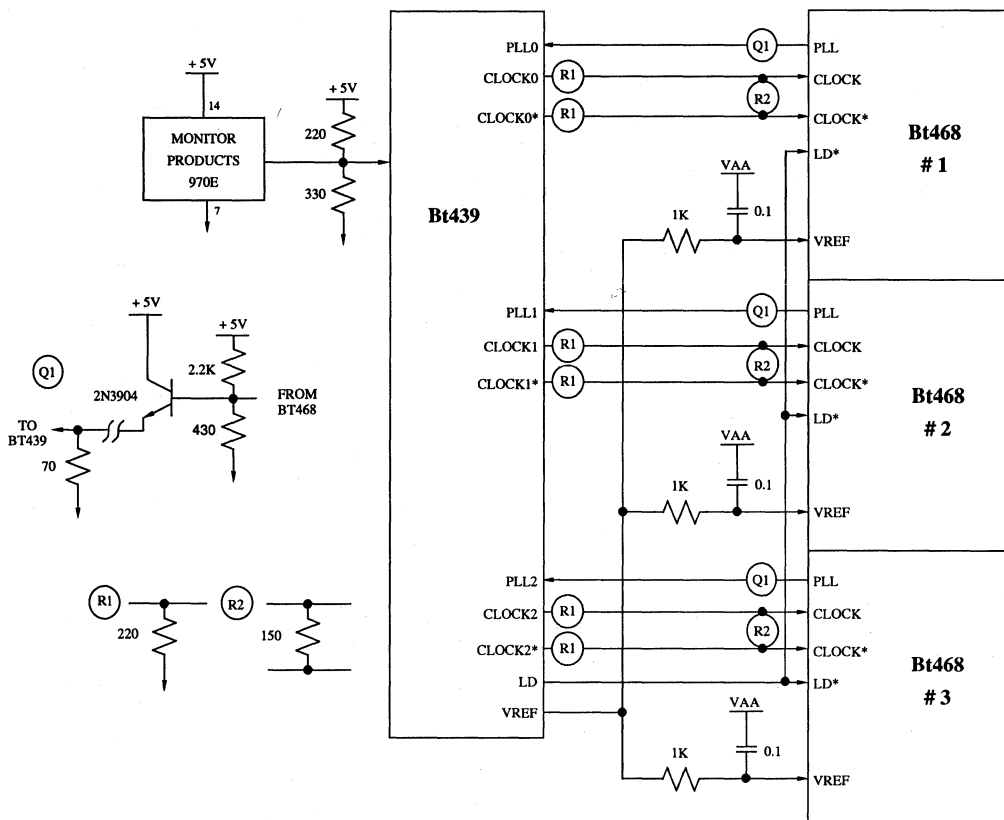 + 5V
14
MONITOR
PRODUCTS
970E
7
+5V
220
330
Bt439
PLL0
CLOCK0
CLOCK0*
R1
R1
Q1
R2
PLL
CLOCK
CLOCK*
LD*
VREF
Bt468
# 1
VAA
0.1
1K
PLL1
CLOCK1
CLOCK1*
R1
R1
Q1
R2
PLL
CLOCK
CLOCK*
LD*
VREF
Bt468
# 2
VAA
0.1
1K
Q1
+ 5V
2N3904
+5V
2.2K
430
FROM
BT468
TO
BT439
70
R1
220
R2
150
PLL2
CLOCK2
CLOCK2*
LD
VREF
R1
R1
Q1
R2
PLL
CLOCK
CLOCK*
LD*
VREF
Bt468
# 3
VAA
0.1
1K